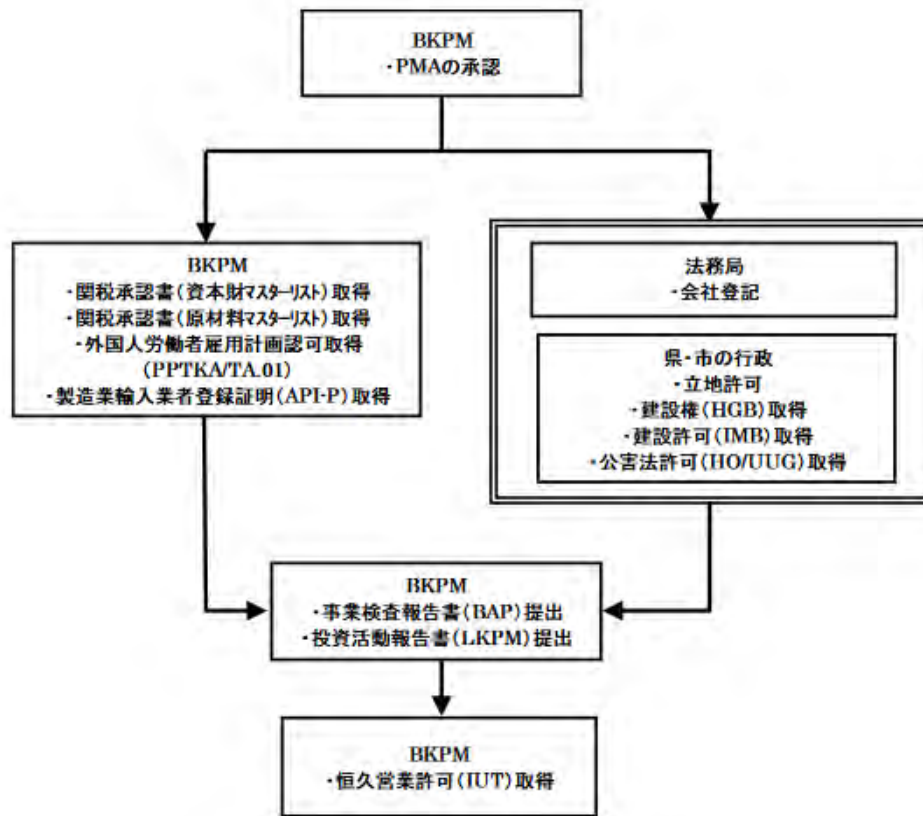 BKPM
・PMAの承認
BKPM
・関税承認書(資本財マスターリスト)取得
・関税承認書(原材料マスターリスト)取得
・外国人労働者雇用計画認可取得
(PPTKA/TA.01)
・製造業輸入業者登録証明(API-P)取得
法務局
・会社登記
県・市の行政
・立地許可
・建設権(HGB)取得
・建設許可(IMB)取得
・公害法許可(HO/UUG)取得
BKPM
・事業検査報告書(BAP)提出
・投資活動報告書(LKPM)提出
BKPM
・恒久営業許可(IUT)取得